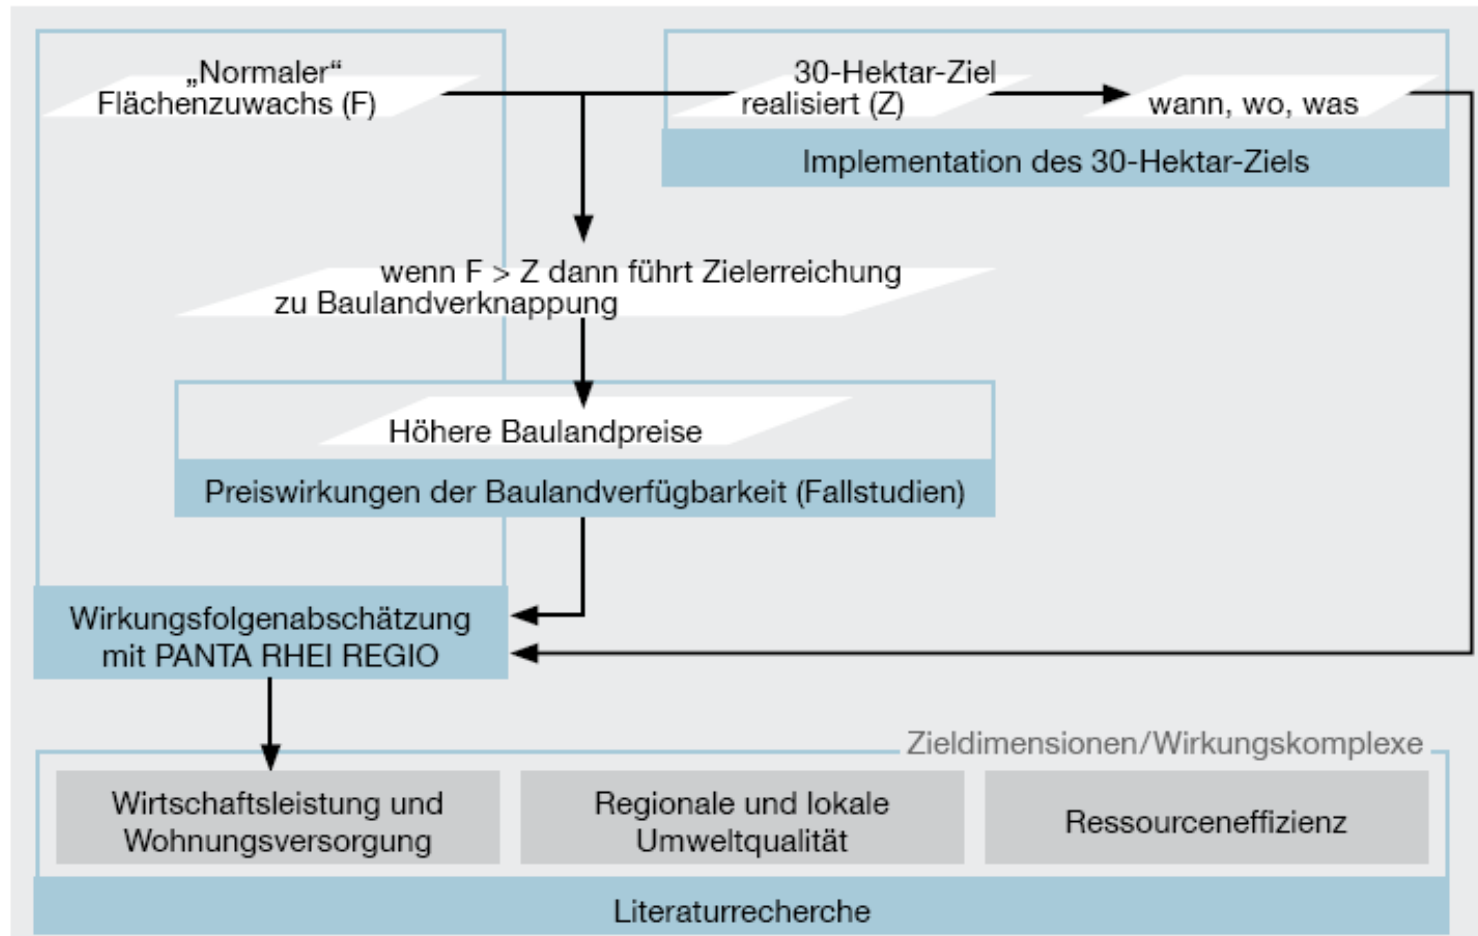 „Normaler“
Flächenzuwachs (F)
30-Hektar-Ziel
realisiert (Z)
wann, wo, was
Implementation des 30-Hektar-Ziels
wenn F > Z dann führt Zielerreichung
zu Baulandverknappung
Höhere Baulandpreise
Preiswirkungen der Baulandverfügbarkeit (Fallstudien)
Wirkungsfolgenabschätzung
mit PANTA RHEI REGIO
Zieldimensionen/Wirkungskomplexe
Wirtschaftsleistung und
Wohnungsversorgung
Regionale und lokale
Umweltqualität
Ressourceneffizienz
Literaturrecherche